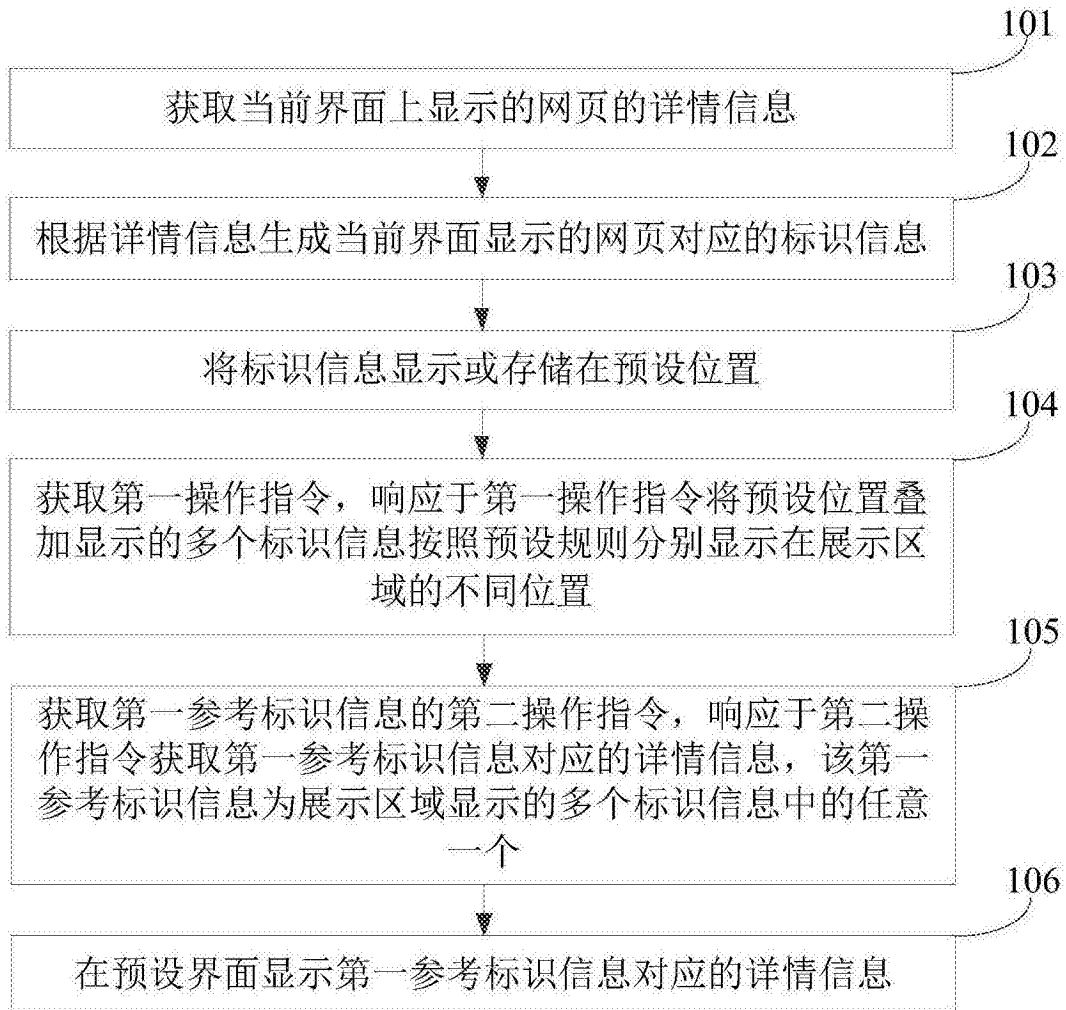 101
获取当前界面上显示的网页的详情信息
102
根据详情信息生成当前界面显示的网页对应的标识信息
103
将标识信息显示或存储在预设位置
104
获取第一操作指令，响应于第一操作指令将预设位置叠
加显示的多个标识信息按照预设规则分别显示在展示区
域的不同位置
105
获取第一参考标识信息的第二操作指令，响应于第二操
作指令获取第一参考标识信息对应的详情信息，该第一
参考标识信息为展示区域显示的多个标识信息中的任意
一个
106
在预设界面显示第一参考标识信息对应的详情信息